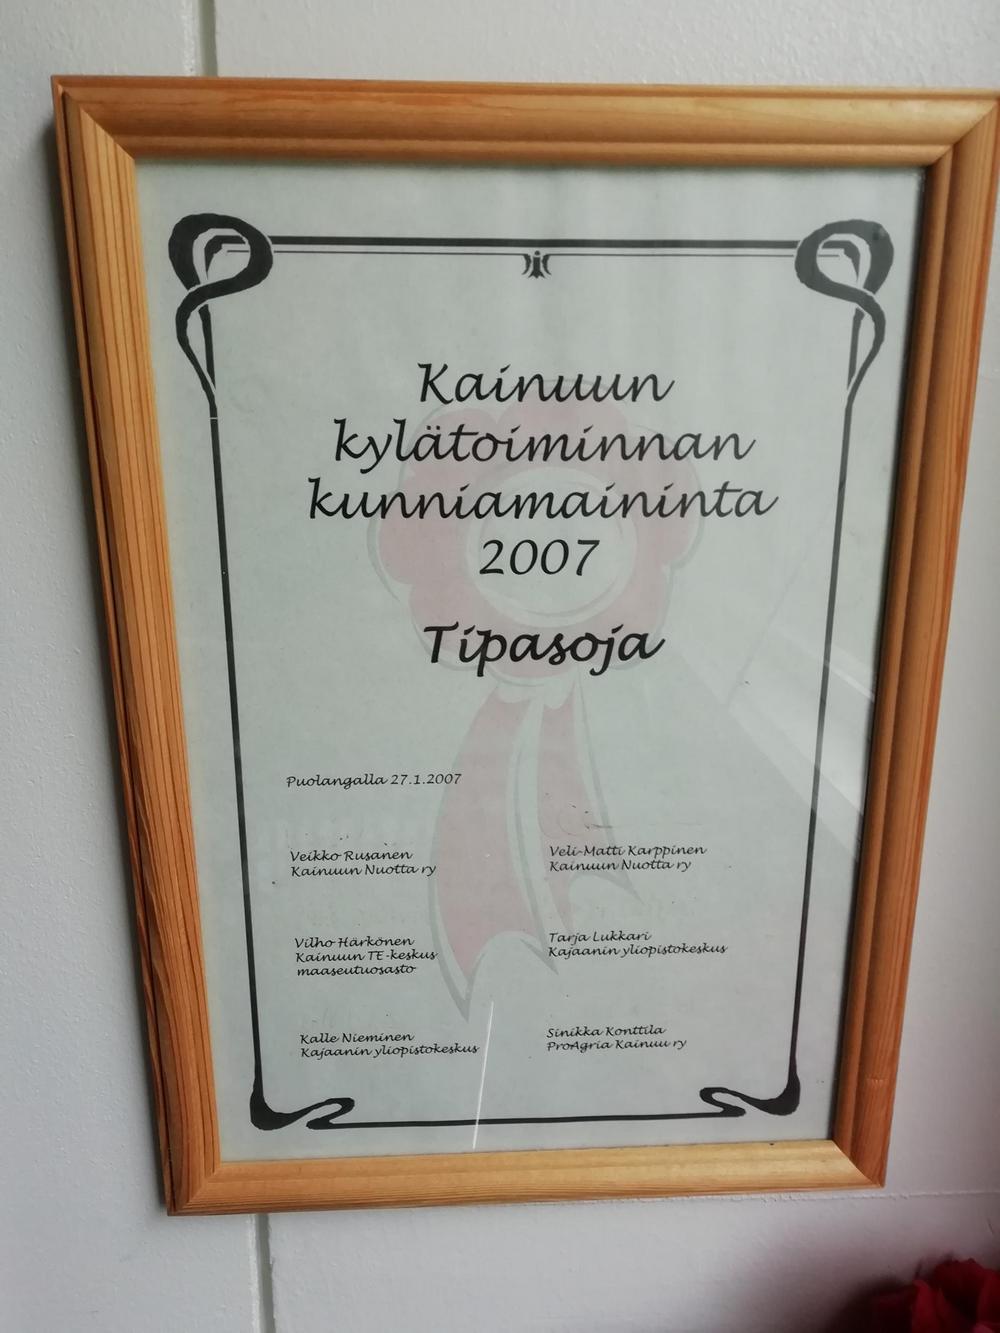 Kainuun
kylätoiminnan
kunniamaininta
2007
Tipasoja
Puolangalla 27.1.2007
Veikko Rusanen
Kainuun Nuotta ry
Veli-Matti Karppinen
Kainuun Nuotta ry
Vilho Härkönen
Kainuun TE-keskus
maaseutuosasto
Tarja Lukkari
Kajaanin yliopistokeskus
Kalle Nieminen
Kajaanin yliopistokeskus
Sinikka Konttila
ProAgria Kainuu ry